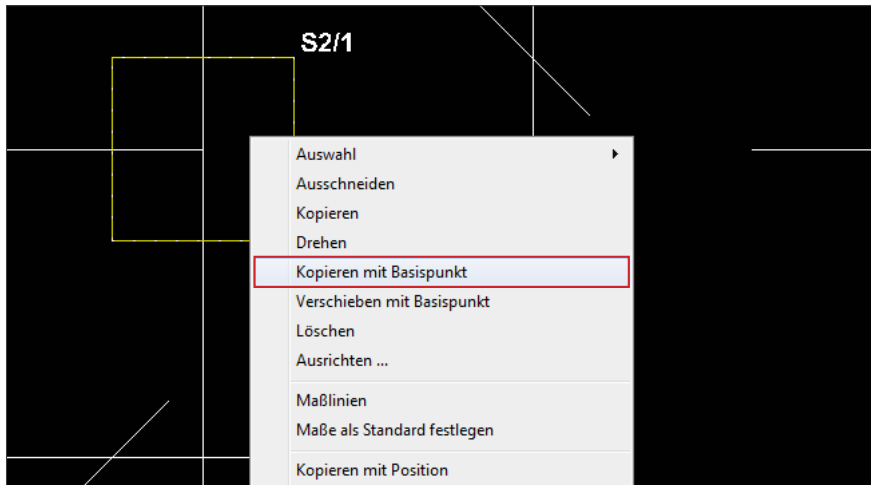 S2/1
Auswahl
Ausschneiden
Kopieren
Drehen
Kopieren mit Basispunkt
Verschieben mit Basispunkt
Löschen
Ausrichten ...
Maßlinien
Maße als Standard festlegen
Kopieren mit Position